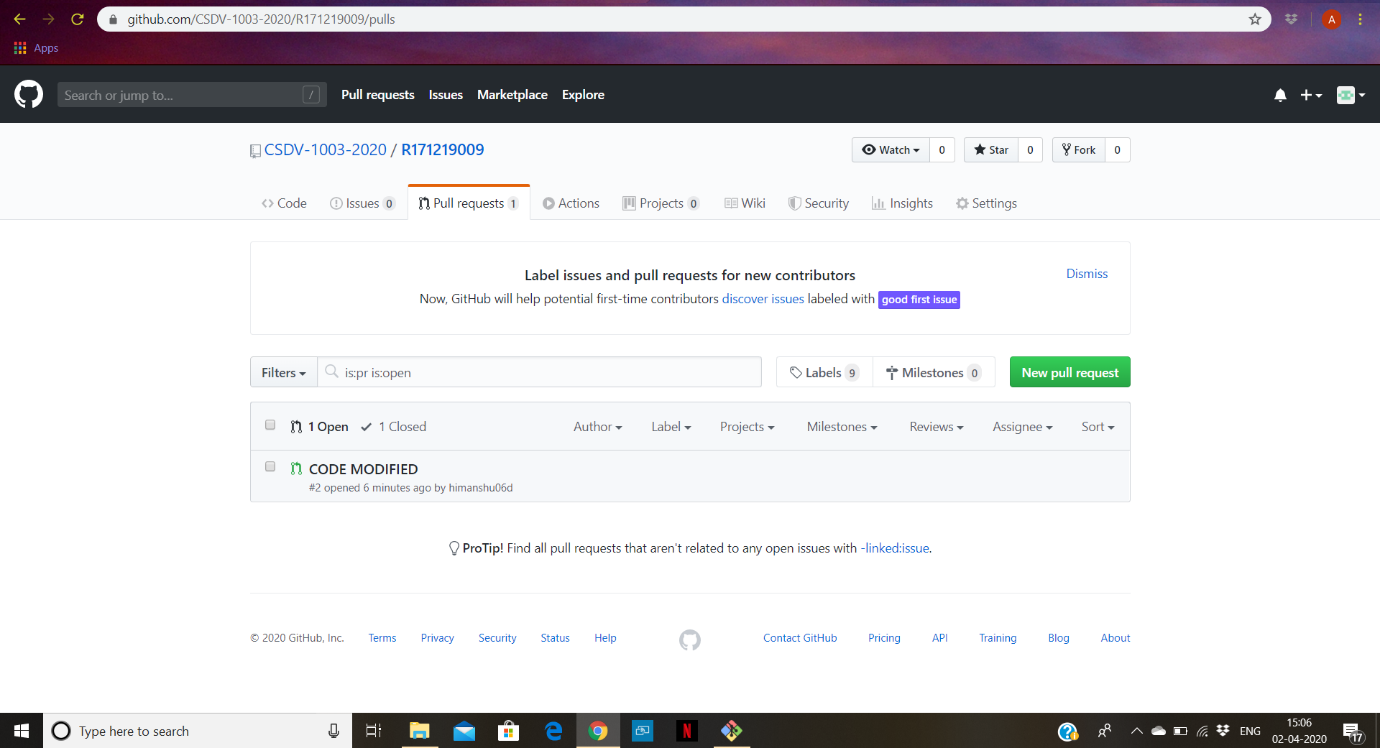 github.com/CSDV-1003-2020/R171219009/pulls
A
Apps
Search or jump to... /
Pull requests Issues Marketplace Explore
CSDV-1003-2020 / R171219009
Watch 0 Star 0 Fork 0
Code Issues 0 Pull requests 1 Actions Projects 0 Wiki Security Insights Settings
Label issues and pull requests for new contributors
Dismiss
Now, GitHub will help potential first-time contributors discover issues labeled with good first issue
Filters is:pr is:open Labels 9 Milestones 0 New pull request
1 Open 1 Closed Author Label Projects Milestones Reviews Assignee Sort
CODE MODIFIED
#2 opened 6 minutes ago by himanshu06d
ProTip! Find all pull requests that aren't related to any open issues with -linked:issue.
© 2020 GitHub, Inc. Terms Privacy Security Status Help Contact GitHub Pricing API Training Blog About
Type here to search
N
ENG
15:06
02-04-2020
17